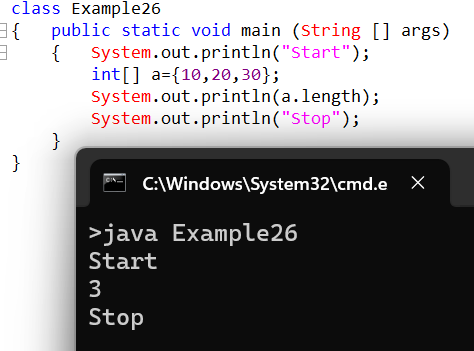 class Example26
{   public static void main (String [] args)
    {   System.out.println("Start");
        int[] a={10,20,30};
        System.out.println(a.length);
        System.out.println("Stop");
    }
}
C:\Windows\System32\cmd.e
>java Example26
Start
3
Stop